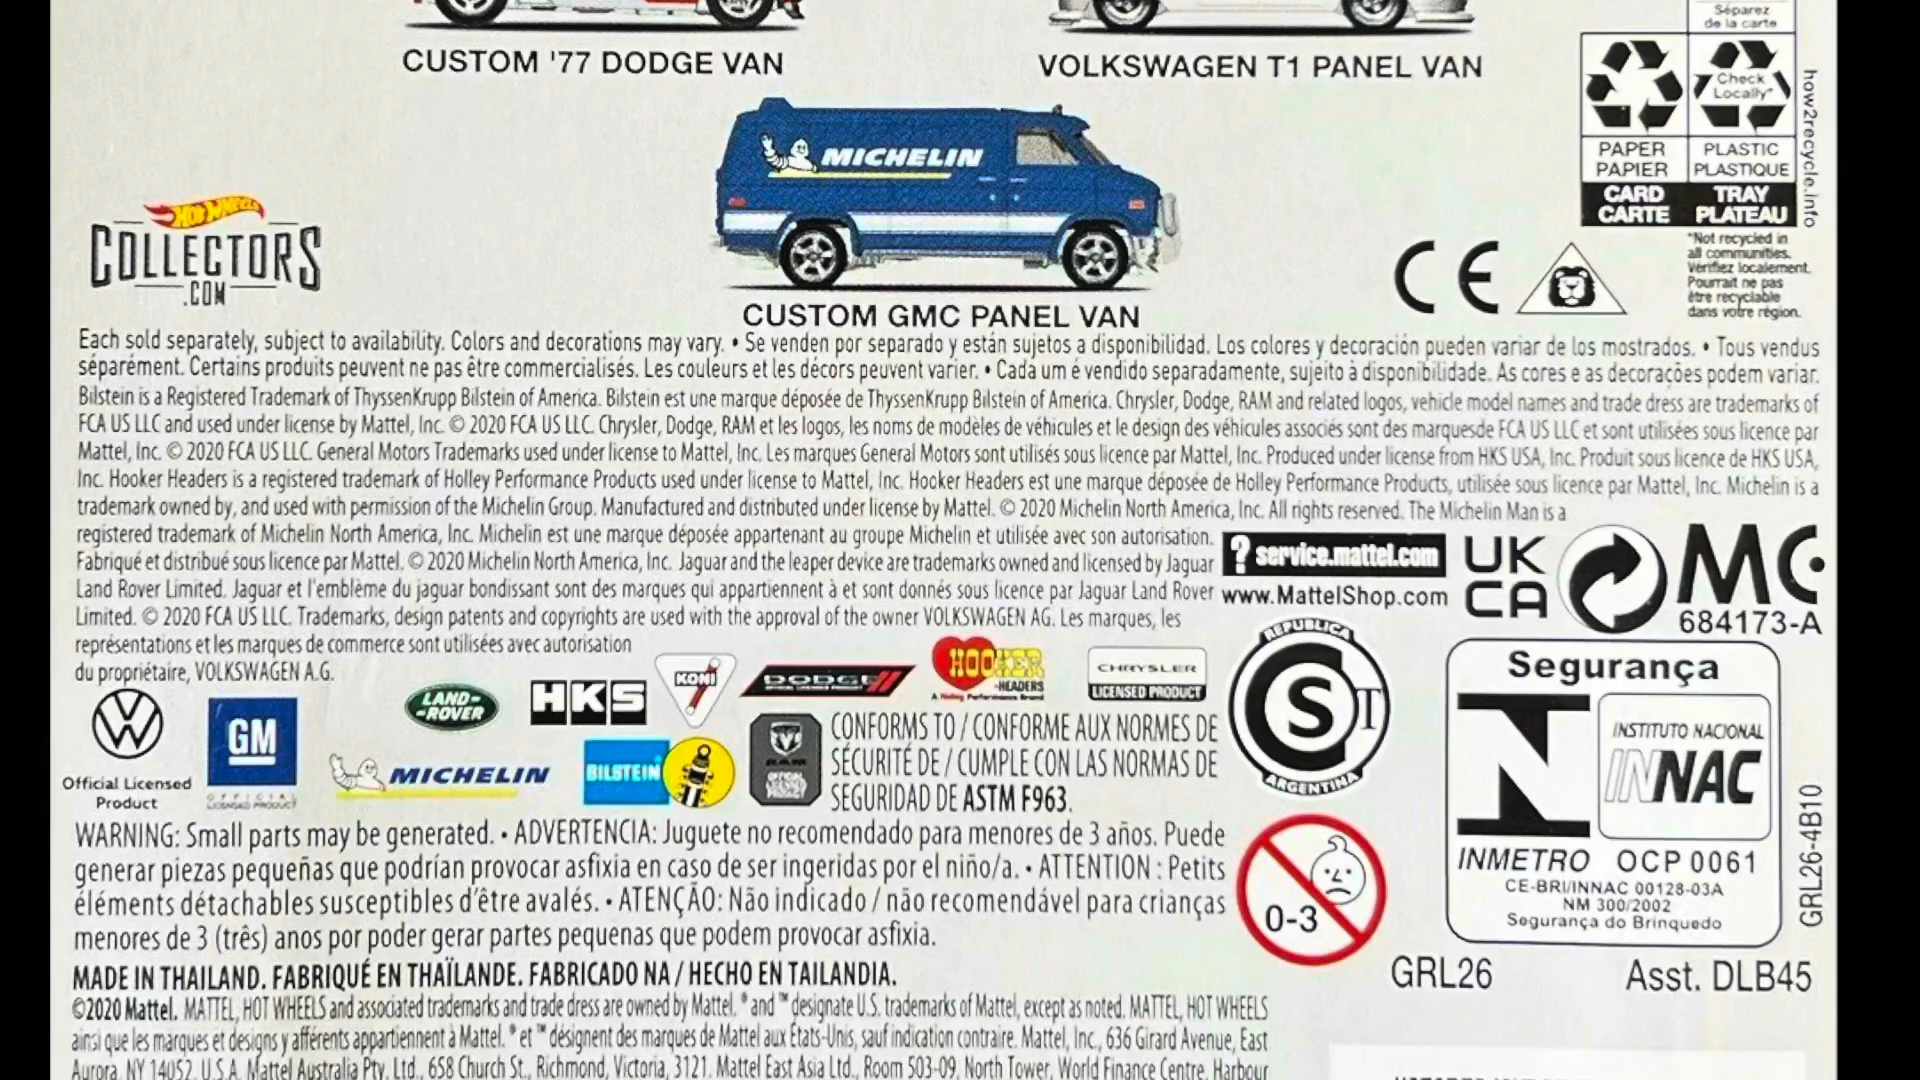 Séparez
de la carte
CUSTOM '77 DODGE VAN
VOLKSWAGEN T1 PANEL VAN
Check
Locally*
PAPER
PAPIER
PLASTIC
PLASTIQUE
CARD
CARTE
TRAY
PLATEAU
how2recycle.info
*Not recycled in
all communities.
Vérifiez localement.
Pourrait ne pas
être recyclable
dans votre région.
MICHELIN
HOT WHEELS
COLLECTORS
.COM
CE
CUSTOM GMC PANEL VAN
Each sold separately, subject to availability. Colors and decorations may vary. • Se venden por separado y están sujetos a disponibilidad. Los colores y decoración pueden variar de los mostrados. • Tous vendus
séparément. Certains produits peuvent ne pas être commercialisés. Les couleurs et les décors peuvent varier. • Cada um é vendido separadamente, sujeito à disponibilidade. As cores e as decorações podem variar.
Bilstein is a Registered Trademark of ThyssenKrupp Bilstein of America. Bilstein est une marque déposée de ThyssenKrupp Bilstein of America. Chrysler, Dodge, RAM and related logos, vehicle model names and trade dress are trademarks of
FCA US LLC and used under license by Mattel, Inc. © 2020 FCA US LLC. Chrysler, Dodge, RAM et les logos, les noms de modèles de véhicules et le design des véhicules associés sont des marquesde FCA US LLC et sont utilisées sous licence par
Mattel, Inc. © 2020 FCA US LLC. General Motors Trademarks used under license to Mattel, Inc. Les marques General Motors sont utilisés sous licence par Mattel, Inc. Produced under license from HKS USA, Inc. Produit sous licence de HKS USA,
Inc. Hooker Headers is a registered trademark of Holley Performance Products used under license to Mattel, Inc. Hooker Headers est une marque déposée de Holley Performance Products, utilisée sous licence par Mattel, Inc. Michelin is a
trademark owned by, and used with permission of the Michelin Group. Manufactured and distributed under license by Mattel. © 2020 Michelin North America, Inc. All rights reserved. The Michelin Man is a
registered trademark of Michelin North America, Inc. Michelin est une marque déposée appartenant au groupe Michelin et utilisée avec son autorisation.
Fabriqué et distribué sous licence par Mattel. © 2020 Michelin North America, Inc. Jaguar and the leaper device are trademarks owned and licensed by Jaguar
Land Rover Limited. Jaguar et l'emblème du jaguar bondissant sont des marques qui appartiennent à et sont donnés sous licence par Jaguar Land Rover
Limited. © 2020 FCA US LLC. Trademarks, design patents and copyrights are used with the approval of the owner VOLKSWAGEN AG. Les marques, les
représentations et les marques de commerce sont utilisées avec autorisation
du propriétaire, VOLKSWAGEN A.G.
? service.mattel.com
www.MattelShop.com
UK
CA
MC
684173-A
LAND-
-ROVER
HKS
KONI
DODGE
HOOKER
-HEADERS
A Holley Performance Brand
CHRYSLER
LICENSED PRODUCT
REPUBLICA
S
T
ARGENTINA
VW
Official Licensed
Product
GM
OFFICIAL
LICENSED PRODUCT
MICHELIN
BILSTEIN
RAM
CONFORMS TO / CONFORME AUX NORMES DE
SÉCURITÉ DE / CUMPLE CON LAS NORMAS DE
SEGURIDAD DE ASTM F963.
Segurança
INSTITUTO NACIONAL
INNAC
INMETRO OCP 0061
CE-BRI/INNAC 00128-03A
NM 300/2002
Segurança do Brinquedo
GRL26-4B10
WARNING: Small parts may be generated. • ADVERTENCIA: Juguete no recomendado para menores de 3 años. Puede
generar piezas pequeñas que podrían provocar asfixia en caso de ser ingeridas por el niño/a. • ATTENTION : Petits
éléments détachables susceptibles d'être avalés. • ATENÇÃO: Não indicado / não recomendável para crianças
menores de 3 (três) anos por poder gerar partes pequenas que podem provocar asfixia.
0-3
MADE IN THAILAND. FABRIQUÉ EN THAÏLANDE. FABRICADO NA / HECHO EN TAILANDIA.
GRL26
Asst. DLB45
©2020 Mattel. MATTEL, HOT WHEELS and associated trademarks and trade dress are owned by Mattel. ® and ™ designate U.S. trademarks of Mattel, except as noted. MATTEL, HOT WHEELS
ainsi que les marques et designs y afférents appartiennent à Mattel. ® et ™ désignent des marques de Mattel aux États-Unis, sauf indication contraire. Mattel, Inc., 636 Girard Avenue, East
Aurora, NY 14052, U.S.A. Mattel Australia Pty. Ltd., 658 Church St., Richmond, Victoria, 3121. Mattel East Asia Ltd., Room 503-09, North Tower, World Finance Centre, Harbour